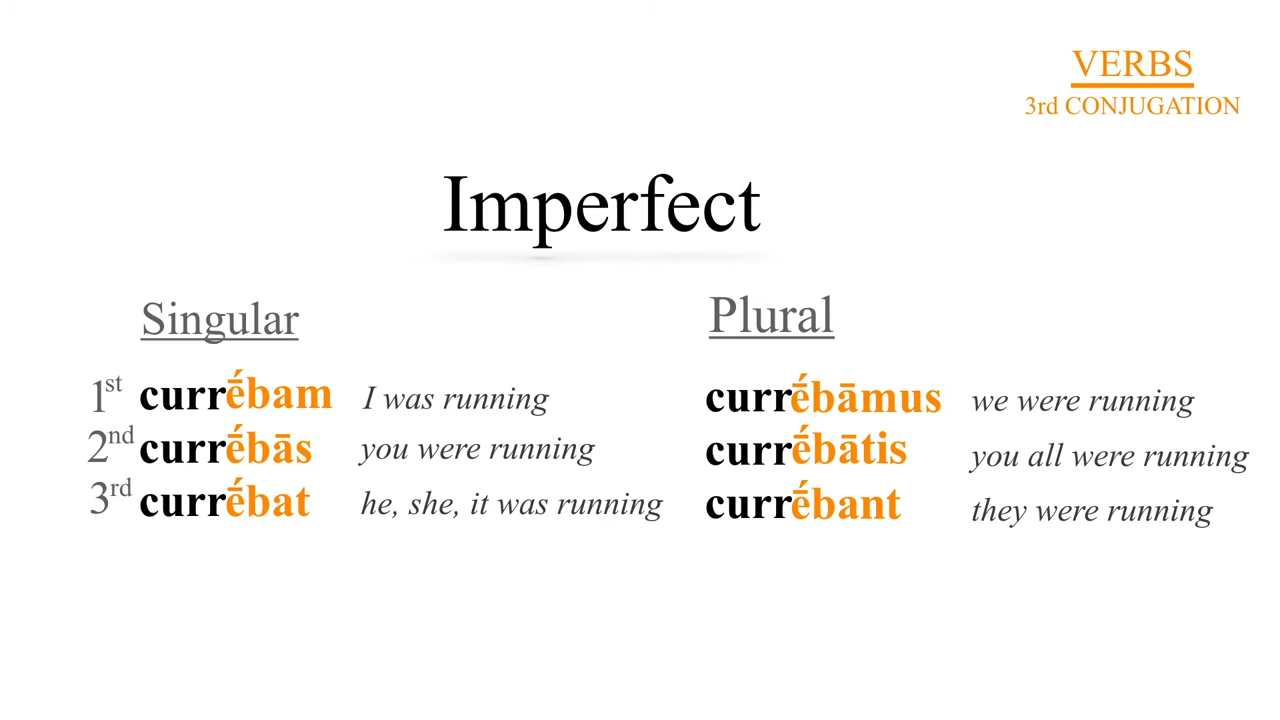 VERBS
3rd CONJUGATION
Imperfect
Singular
Plural
1st currḗbam I was running currḗbāmus we were running
2nd currḗbās you were running currḗbātis you all were running
3rd currḗbat he, she, it was running currḗbant they were running